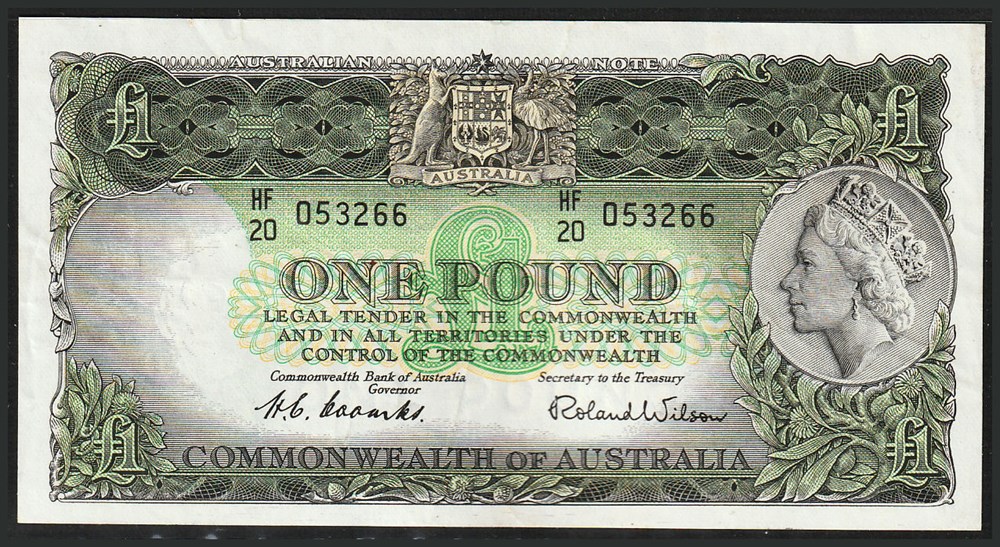 AUSTRALIAN NOTE
£1 £1
AUSTRALIA
HF 20 053266 HF 20 053266
ONE POUND
LEGAL TENDER IN THE COMMONWEALTH
AND IN ALL TERRITORIES UNDER THE
CONTROL OF THE COMMONWEALTH
Commonwealth Bank of Australia Secretary to the Treasury
Governor
H.C. Coombs. Roland Wilson
£1 £1
COMMONWEALTH OF AUSTRALIA